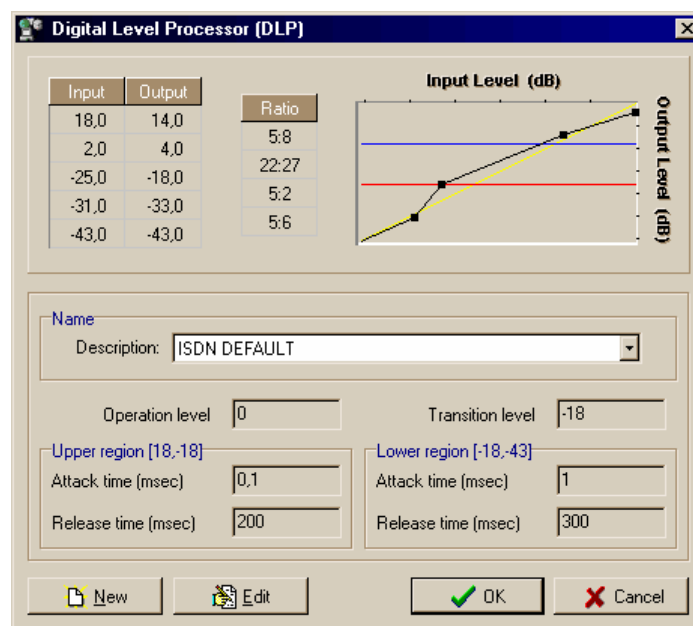 Digital Level Processor (DLP)
Input Output
18,0 14,0
2,0 4,0
-25,0 -18,0
-31,0 -33,0
-43,0 -43,0
Ratio
5:8
22:27
5:2
5:6
Input Level (dB)
Output Level (dB)
Name
Description: ISDN DEFAULT
Operation level 0
Transition level -18
Upper region [18,-18]
Attack time (msec) 0,1
Release time (msec) 200
Lower region [-18,-43]
Attack time (msec) 1
Release time (msec) 300
New Edit OK Cancel